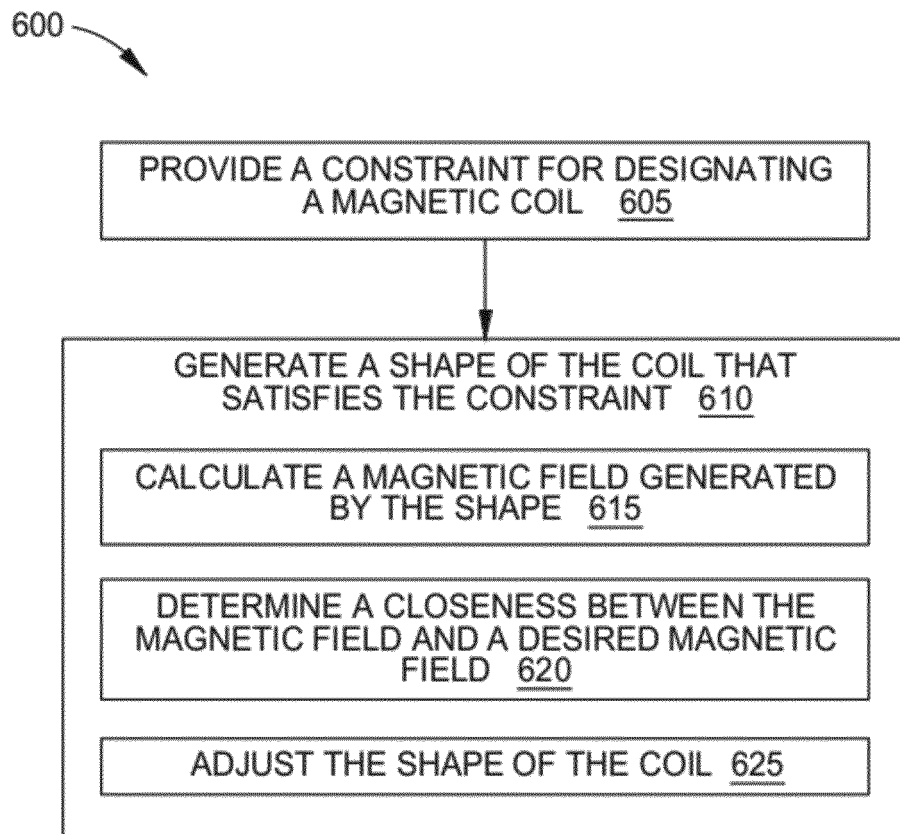 600
PROVIDE A CONSTRAINT FOR DESIGNATING
A MAGNETIC COIL 605
GENERATE A SHAPE OF THE COIL THAT
SATISFIES THE CONSTRAINT 610
CALCULATE A MAGNETIC FIELD GENERATED
BY THE SHAPE 615
DETERMINE A CLOSENESS BETWEEN THE
MAGNETIC FIELD AND A DESIRED MAGNETIC
FIELD 620
ADJUST THE SHAPE OF THE COIL 625